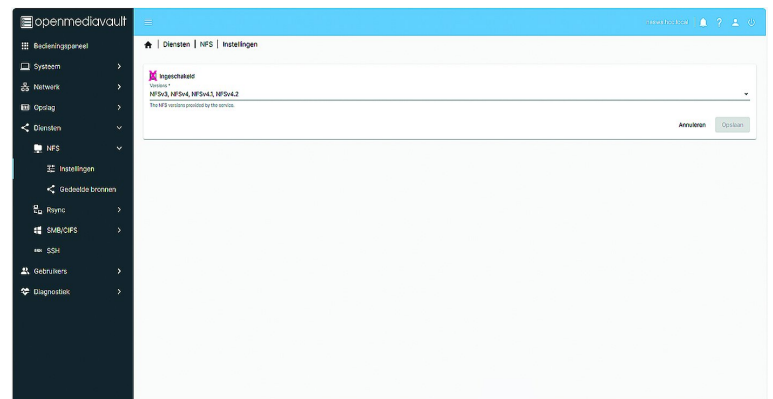 openmediavault
Bedieningspaneel
Systeem
Netwerk
Opslag
Diensten
NFS
Instellingen
Gedeelde bronnen
Rsync
SMB/CIFS
SSH
Gebruikers
Diagnostiek
| Diensten | NFS | Instellingen
Ingeschakeld
Versions *
NFSv3, NFSv4, NFSv4.1, NFSv4.2
The NFS versions provided by the service.
Annuleren
Opslaan